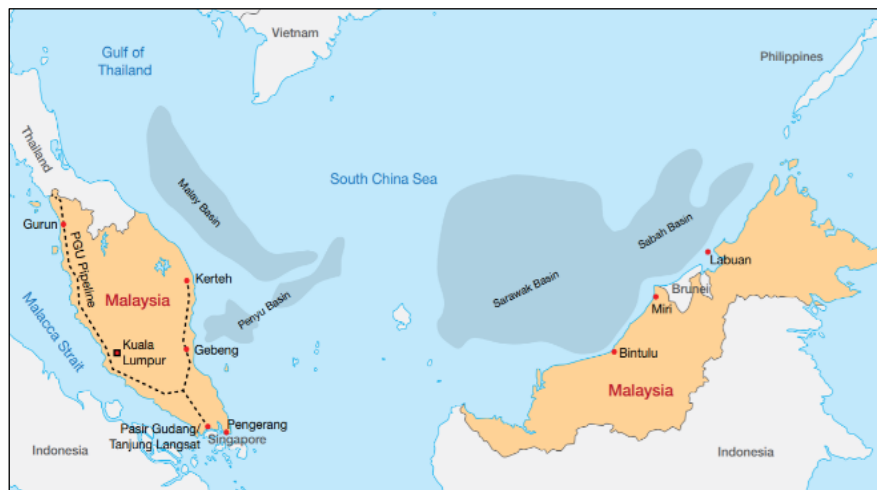 Vietnam
Gulf of
Thailand
Philippines
Thailand
Malay Basin
South China Sea
Gurun
PGU Pipeline
Sabah Basin
Labuan
Kerteh
Brunei
Sarawak Basin
Malaysia
Miri
Malacca Strait
Penyu Basin
Kuala
Lumpur
Gebeng
Bintulu
Malaysia
Pasir Gudang/
Tanjung Langsat
Pengerang
Singapore
Indonesia
Indonesia